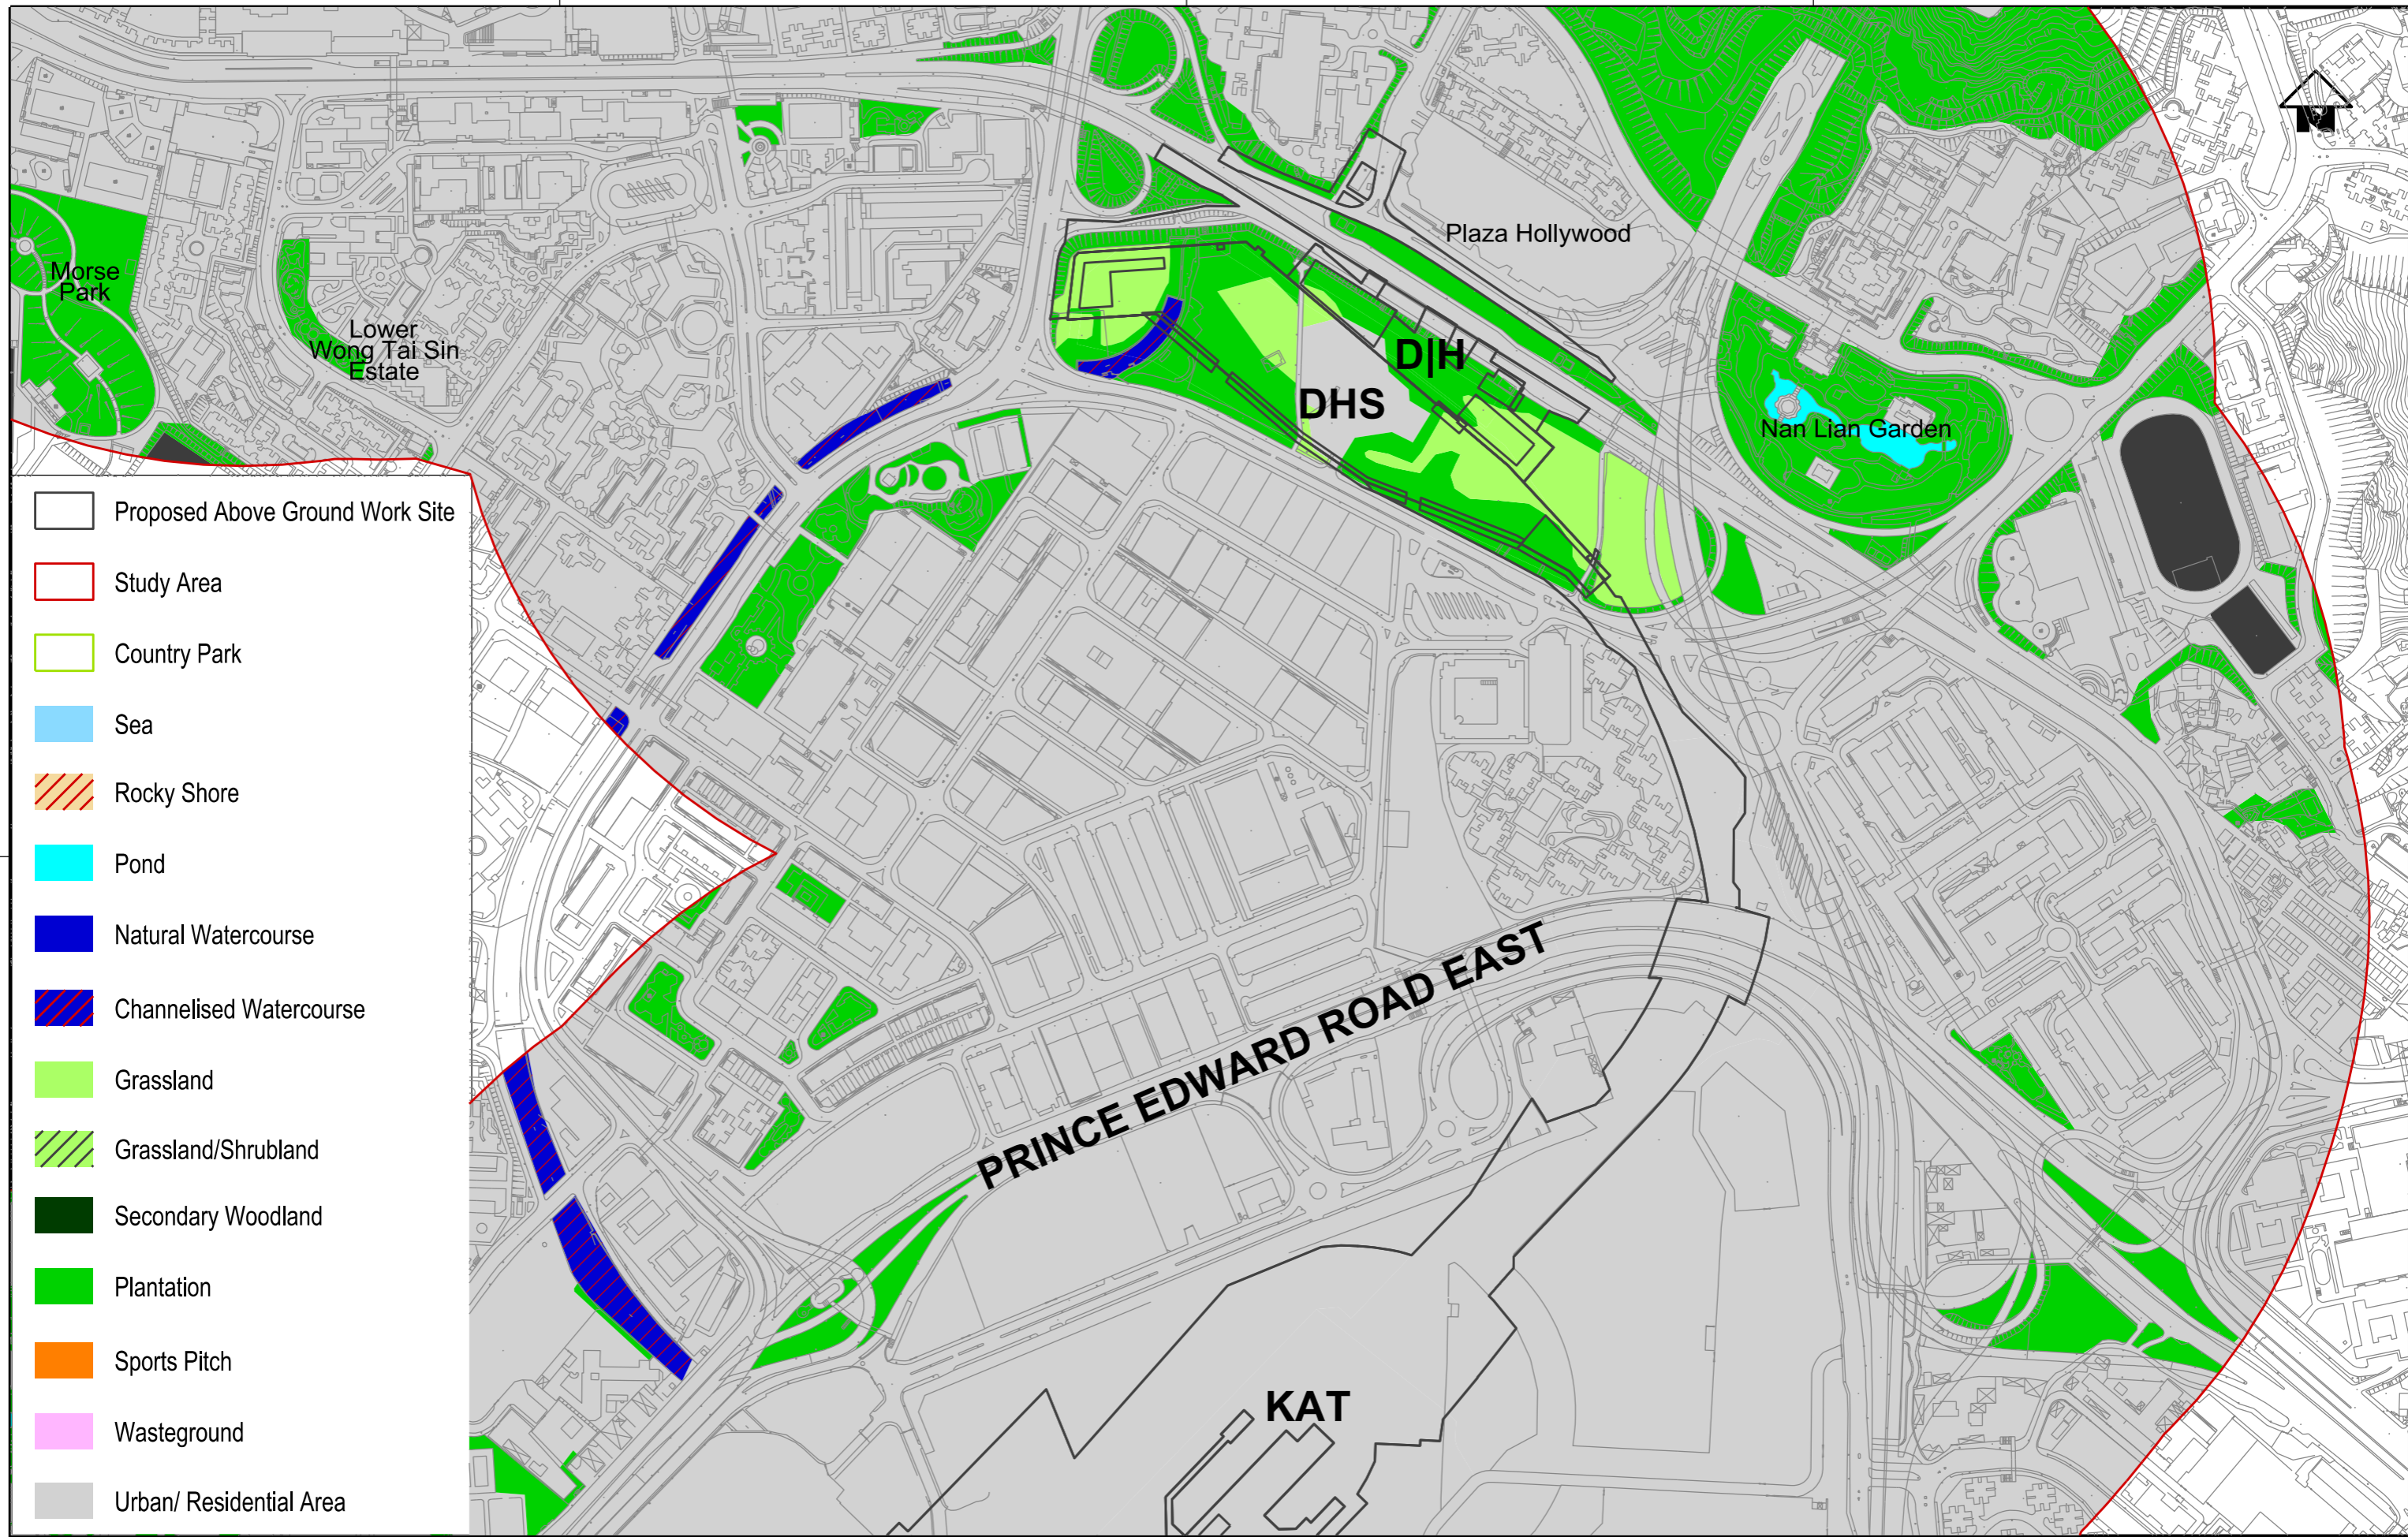 Plaza Hollywood
Morse
Park
Lower
Wong Tai Sin
Estate
D|H
DHS
Nan Lian Garden
Proposed Above Ground Work Site
Study Area
Country Park
Sea
Rocky Shore
Pond
Natural Watercourse
Channelised Watercourse
Grassland
Grassland/Shrubland
Secondary Woodland
Plantation
Sports Pitch
Wasteground
Urban/ Residential Area
PRINCE EDWARD ROAD EAST
KAT